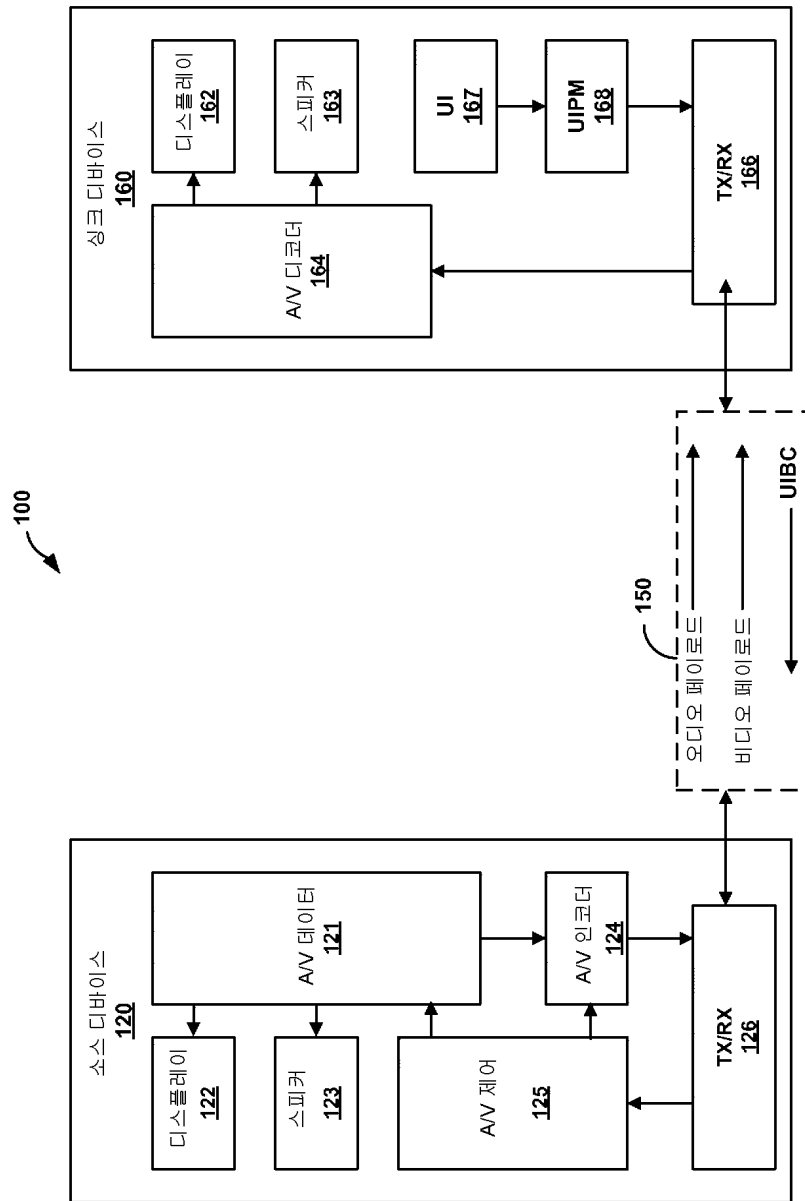 100
소스 디바이스
120
디스플레이
122
스피커
123
A/V 데이터
121
A/V 제어
125
A/V 인코더
124
TX/RX
126
150
오디오 페이로드
비디오 페이로드
UIBC
싱크 디바이스
160
A/V 디코더
164
디스플레이
162
스피커
163
UI
167
UIPM
168
TX/RX
166